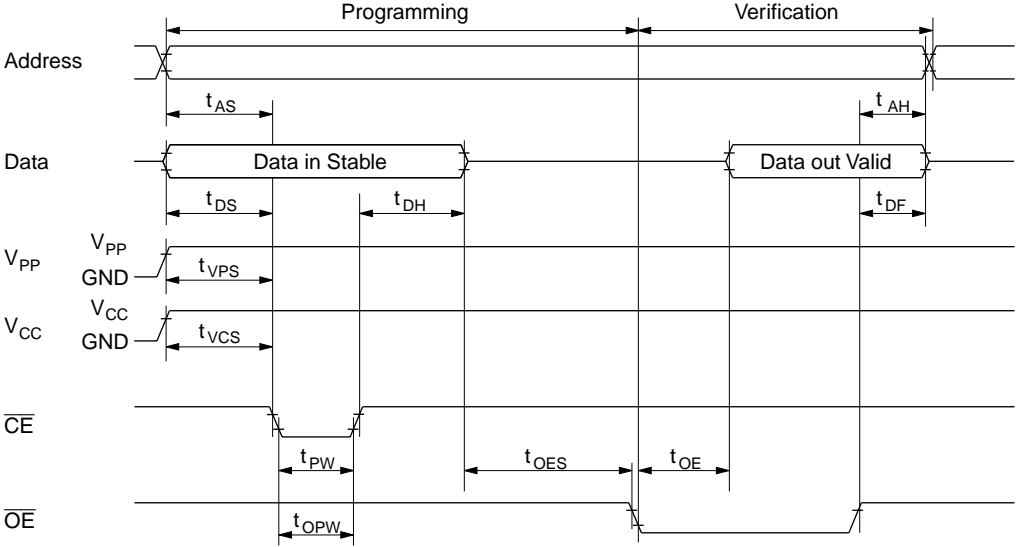 Programming Verification
Address
tAS tAH
Data Data in Stable Data out Valid
tDS tDH tDF
VPP VPP
GND tVPS
VCC VCC
GND tVCS
CE
tPW tOES tOE
OE
tOPW